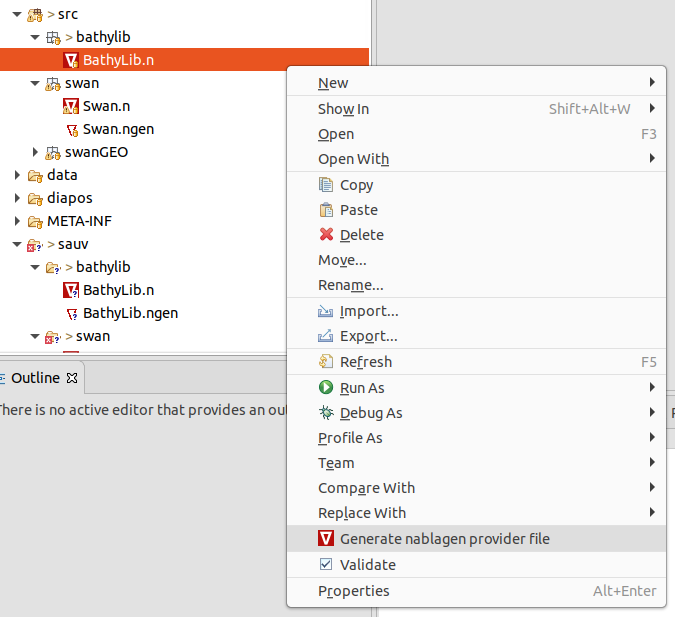 > src
> bathylib
BathyLib.n
swan
Swan.n
Swan.ngen
swanGEO
data
diapos
META-INF
> sauv
> bathylib
BathyLib.n
BathyLib.ngen
> swan
Outline
There is no active editor that provides an
New
Show In Shift+Alt+W
Open F3
Open With
Copy
Paste
Delete
Move...
Rename...
Import...
Export...
Refresh F5
Run As
Debug As
Profile As
Team
Compare With
Replace With
Generate nablagen provider file
Validate
Properties Alt+Enter